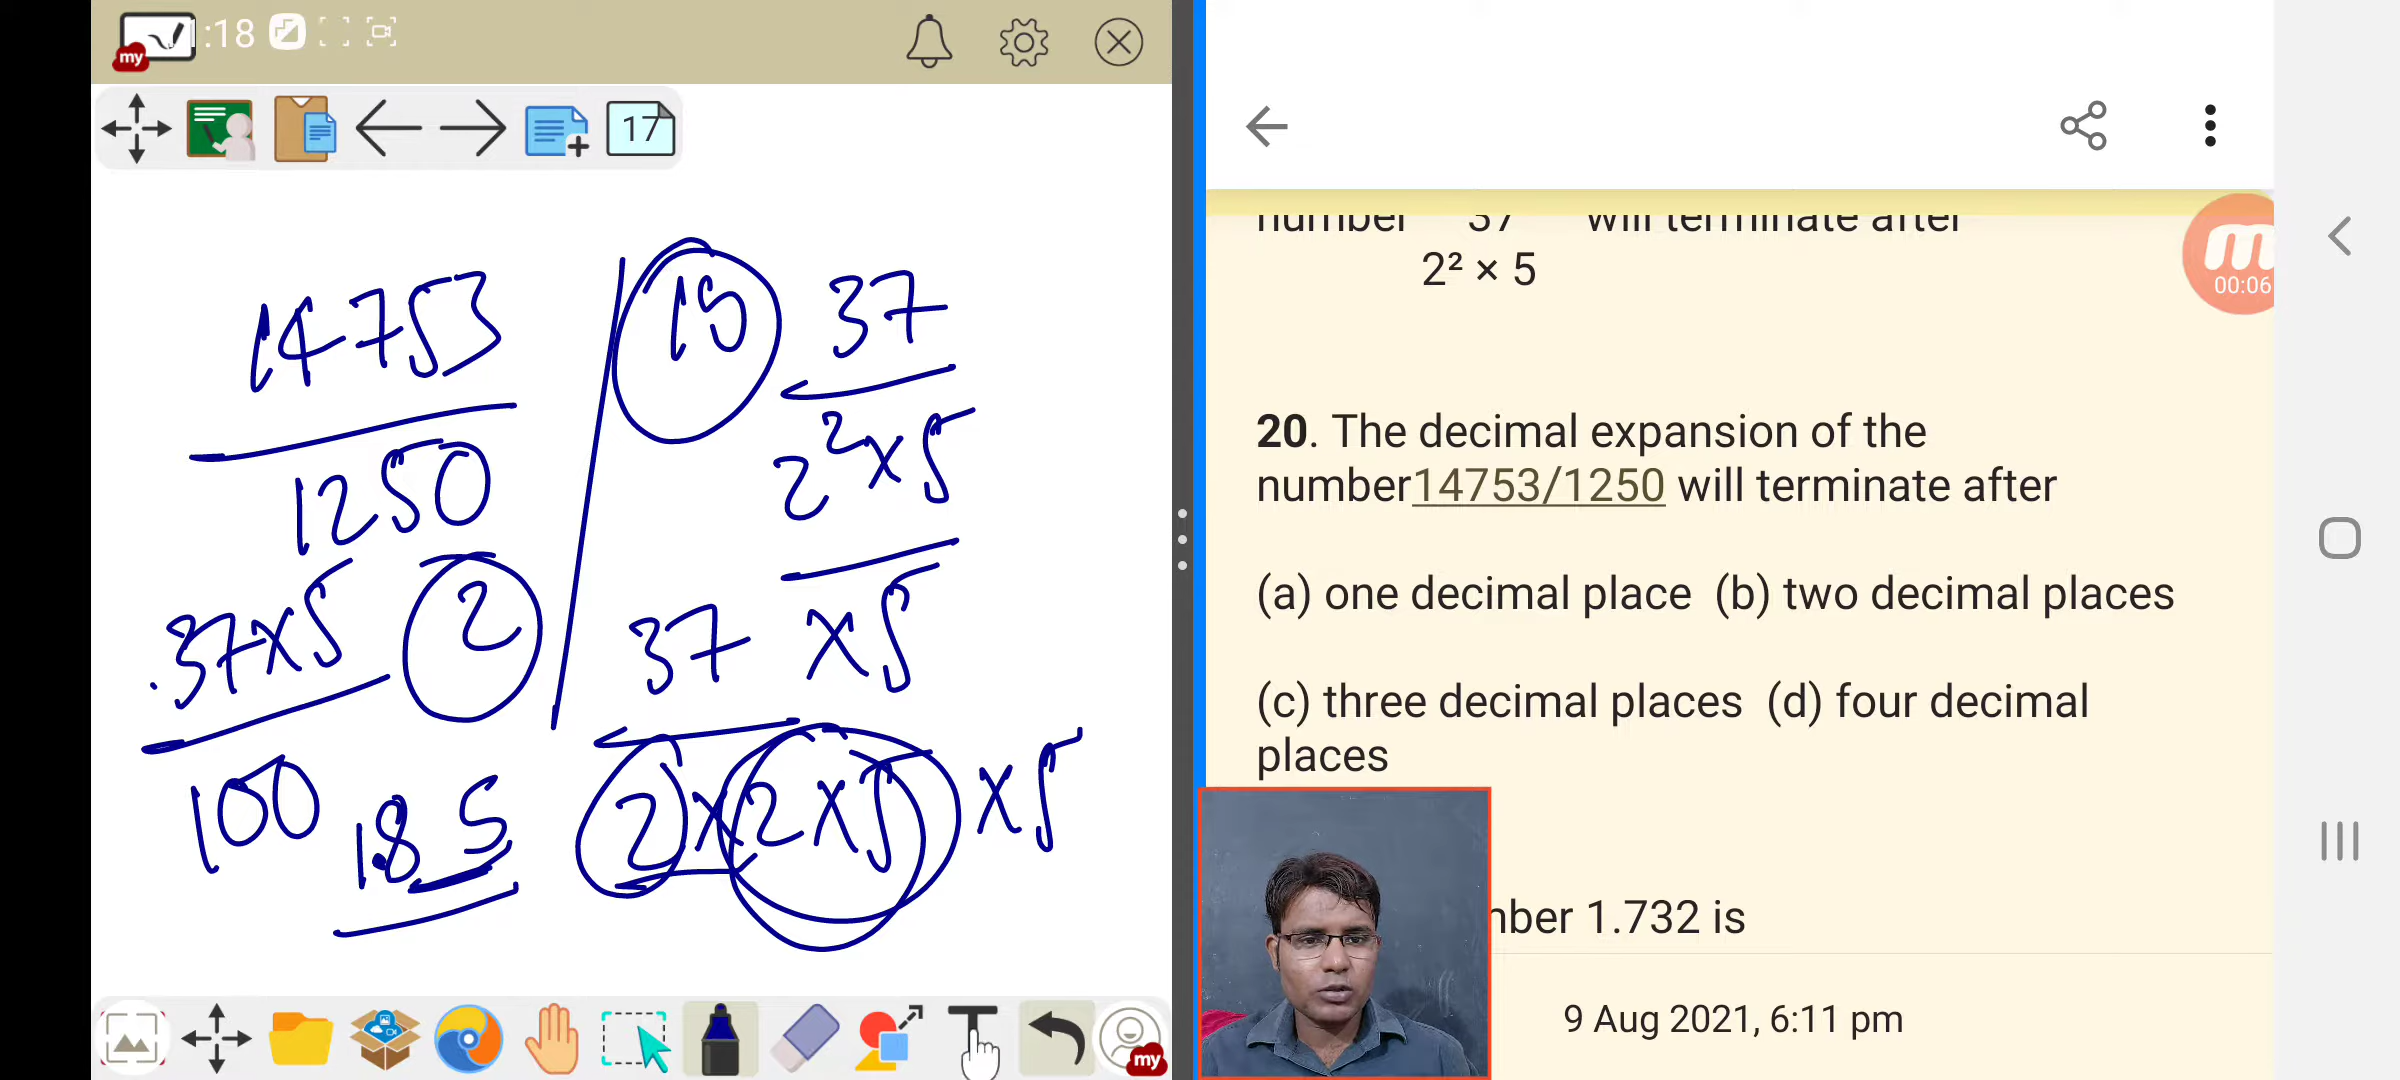 :18
my
17
14753
1250
37×5 2
100
185
19 37
2²×5
37 ×5
2×2×5×5
my
number 37 will terminate after
2² × 5
00:06
20. The decimal expansion of the
number14753/1250 will terminate after
(a) one decimal place (b) two decimal places
(c) three decimal places (d) four decimal
places
nber 1.732 is
9 Aug 2021, 6:11 pm